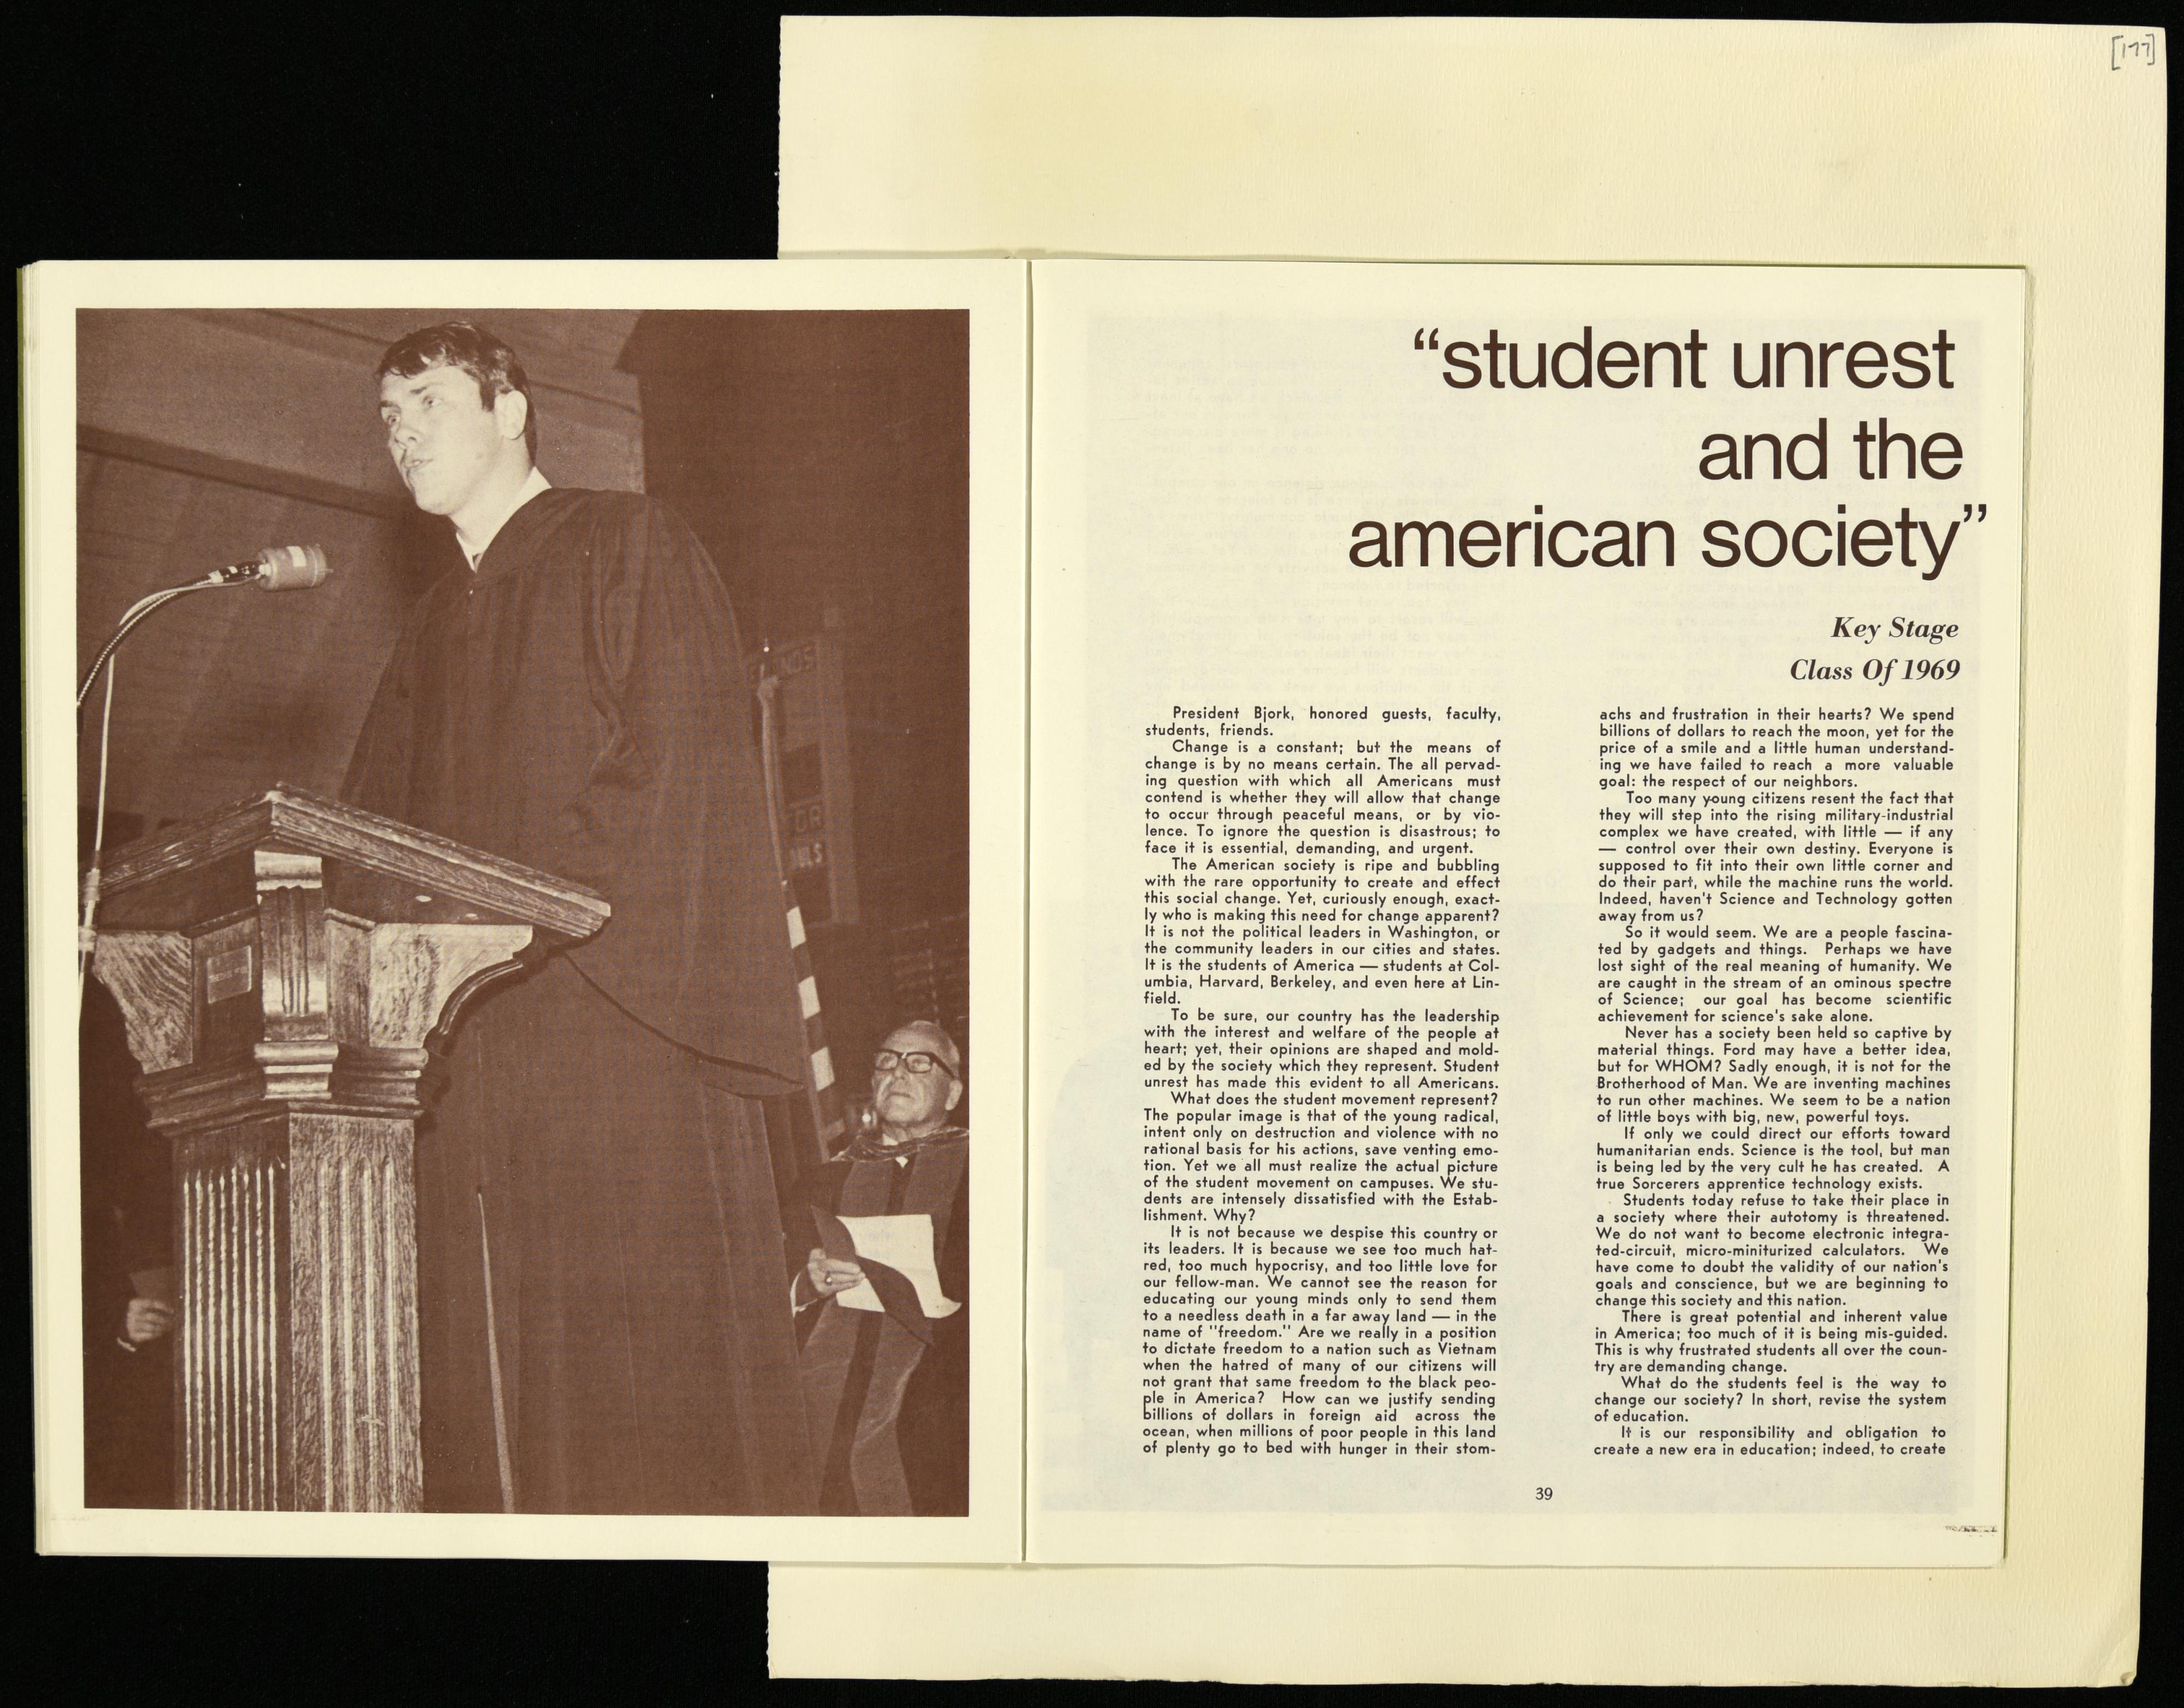 [177]
“student unrest
and the
american society”
Key Stage
Class Of 1969
President Bjork, honored guests, faculty,
students, friends.
Change is a constant; but the means of
change is by no means certain. The all pervad-
ing question with which all Americans must
contend is whether they will allow that change
to occur through peaceful means, or by vio-
lence. To ignore the question is disastrous; to
face it is essential, demanding, and urgent.
The American society is ripe and bubbling
with the rare opportunity to create and effect
this social change. Yet, curiously enough, exact-
ly who is making this need for change apparent?
It is not the political leaders in Washington, or
the community leaders in our cities and states.
It is the students of America — students at Col-
umbia, Harvard, Berkeley, and even here at Lin-
field.
To be sure, our country has the leadership
with the interest and welfare of the people at
heart; yet, their opinions are shaped and mold-
ed by the society which they represent. Student
unrest has made this evident to all Americans.
What does the student movement represent?
The popular image is that of the young radical,
intent only on destruction and violence with no
rational basis for his actions, save venting emo-
tion. Yet we all must realize the actual picture
of the student movement on campuses. We stu-
dents are intensely dissatisfied with the Estab-
lishment. Why?
It is not because we despise this country or
its leaders. It is because we see too much hat-
red, too much hypocrisy, and too little love for
our fellow-man. We cannot see the reason for
educating our young minds only to send them
to a needless death in a far away land — in the
name of "freedom." Are we really in a position
to dictate freedom to a nation such as Vietnam
when the hatred of many of our citizens will
not grant that same freedom to the black peo-
ple in America? How can we justify sending
billions of dollars in foreign aid across the
ocean, when millions of poor people in this land
of plenty go to bed with hunger in their stom-
achs and frustration in their hearts? We spend
billions of dollars to reach the moon, yet for the
price of a smile and a little human understand-
ing we have failed to reach a more valuable
goal: the respect of our neighbors.
Too many young citizens resent the fact that
they will step into the rising military-industrial
complex we have created, with little — if any
— control over their own destiny. Everyone is
supposed to fit into their own little corner and
do their part, while the machine runs the world.
Indeed, haven't Science and Technology gotten
away from us?
So it would seem. We are a people fascina-
ted by gadgets and things. Perhaps we have
lost sight of the real meaning of humanity. We
are caught in the stream of an ominous spectre
of Science; our goal has become scientific
achievement for science's sake alone.
Never has a society been held so captive by
material things. Ford may have a better idea,
but for WHOM? Sadly enough, it is not for the
Brotherhood of Man. We are inventing machines
to run other machines. We seem to be a nation
of little boys with big, new, powerful toys.
If only we could direct our efforts toward
humanitarian ends. Science is the tool, but man
is being led by the very cult he has created. A
true Sorcerers apprentice technology exists.
Students today refuse to take their place in
a society where their autotomy is threatened.
We do not want to become electronic integra-
ted-circuit, micro-miniturized calculators. We
have come to doubt the validity of our nation's
goals and conscience, but we are beginning to
change this society and this nation.
There is great potential and inherent value
in America; too much of it is being mis-guided.
This is why frustrated students all over the coun-
try are demanding change.
What do the students feel is the way to
change our society? In short, revise the system
of education.
It is our responsibility and obligation to
create a new era in education; indeed, to create
39
FOR